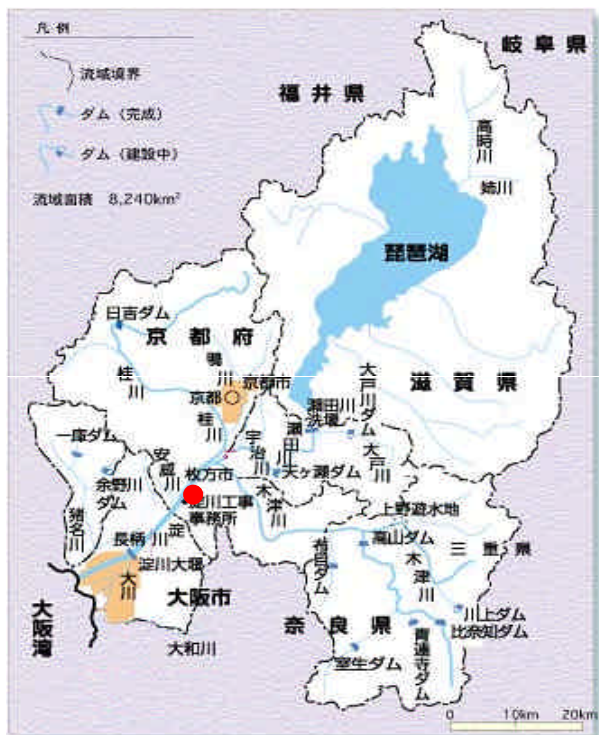 凡例
流域境界
ダム(完成)
ダム(建設中)
流域面積 8,240km²
岐阜県
福井県
高時川
姉川
琵琶湖
日吉ダム
京都府
鴨川
桂川
京都
京都市
桂川
大戸川ダム
滋賀県
瀬田川
洗堰
瀬田川
大戸川
宇治川
天ヶ瀬ダム
一庫ダム
安威川
余野川
ダム
枚方市
淀川工事
事務所
木津川
猪名川
上野遊水地
高山ダム
三重県
布目ダム
木津川
長柄
淀川
淀川大堰
大川
大阪市
大阪湾
大和川
奈良県
川上ダム
比奈知ダム
青蓮寺ダム
室生ダム
0 10km 20km